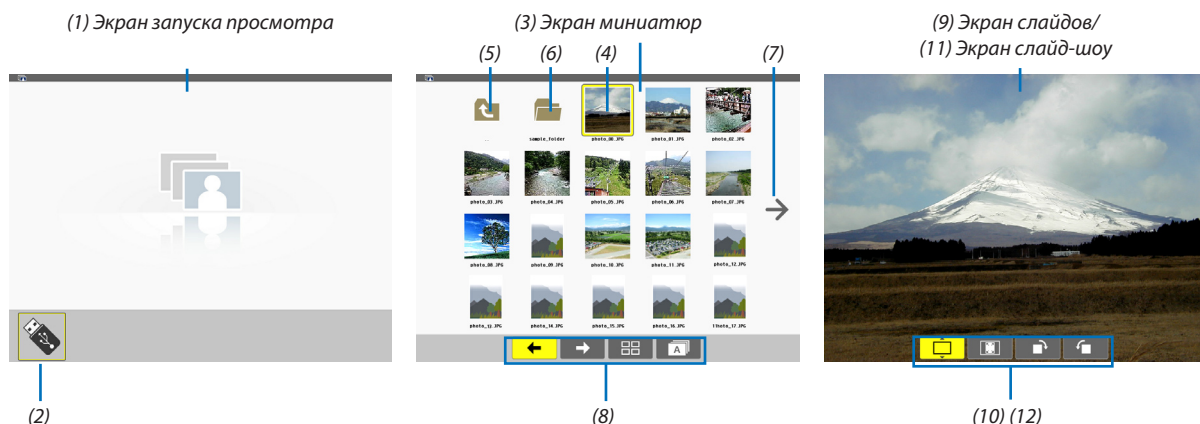 (1) Экран запуска просмотра
(3) Экран миниатюр
(9) Экран слайдов/
(11) Экран слайд-шоу
(5) (6) (4) (7)
sample_folder photo_00.JPG photo_01.JPG photo_02.JPG
photo_03.JPG photo_04.JPG photo_05.JPG photo_06.JPG photo_07.JPG
photo_08.JPG photo_09.JPG photo_10.JPG photo_11.JPG photo_12.JPG
photo_13.JPG photo_14.JPG photo_15.JPG photo_16.JPG
A
(2) (8) (10) (12)